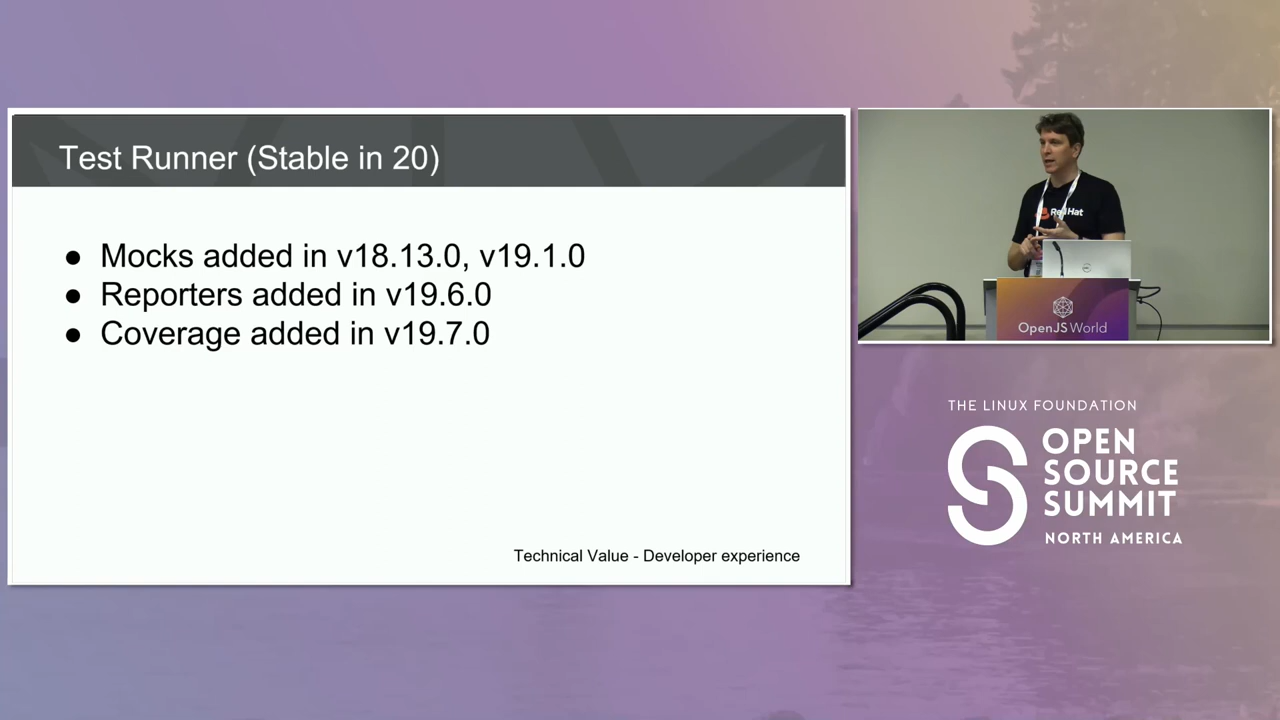 Test Runner (Stable in 20)
● Mocks added in v18.13.0, v19.1.0
● Reporters added in v19.6.0
● Coverage added in v19.7.0
Technical Value - Developer experience
Red Hat
OpenJS World
THE LINUX FOUNDATION
OPEN
SOURCE
SUMMIT
NORTH AMERICA